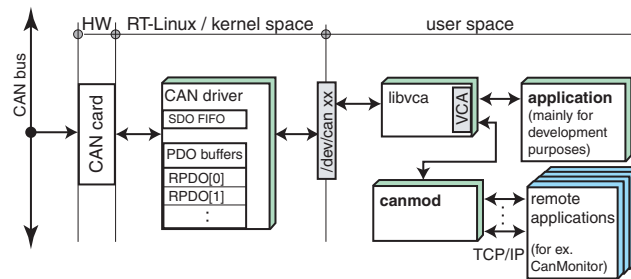 HW
RT-Linux / kernel space
user space
CAN bus
CAN card
CAN driver
SDO FIFO
PDO buffers
RPDO[0]
RPDO[1]
:
/dev/can xx
libvca
VCA
application
(mainly for
development
purposes)
canmod
TCP/IP
remote
applications
(for ex.
CanMonitor)